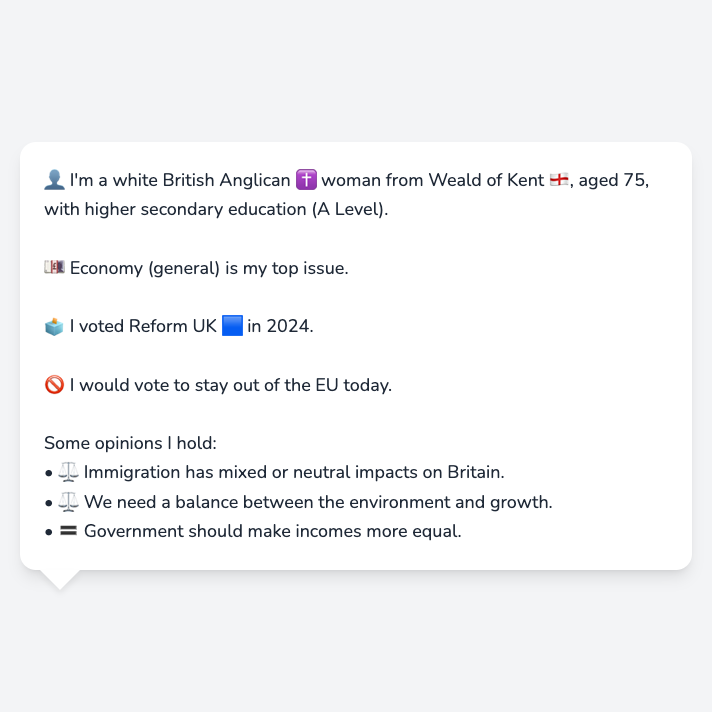 👤 I'm a white British Anglican ✝️ woman from Weald of Kent 🏴󠁧󠁢󠁥󠁮󠁧󠁿, aged 75,
with higher secondary education (A Level).
💷 Economy (general) is my top issue.
🗳️ I voted Reform UK 🟦 in 2024.
🚫 I would vote to stay out of the EU today.
Some opinions I hold:
• ⚖️ Immigration has mixed or neutral impacts on Britain.
• ⚖️ We need a balance between the environment and growth.
• 🟰 Government should make incomes more equal.